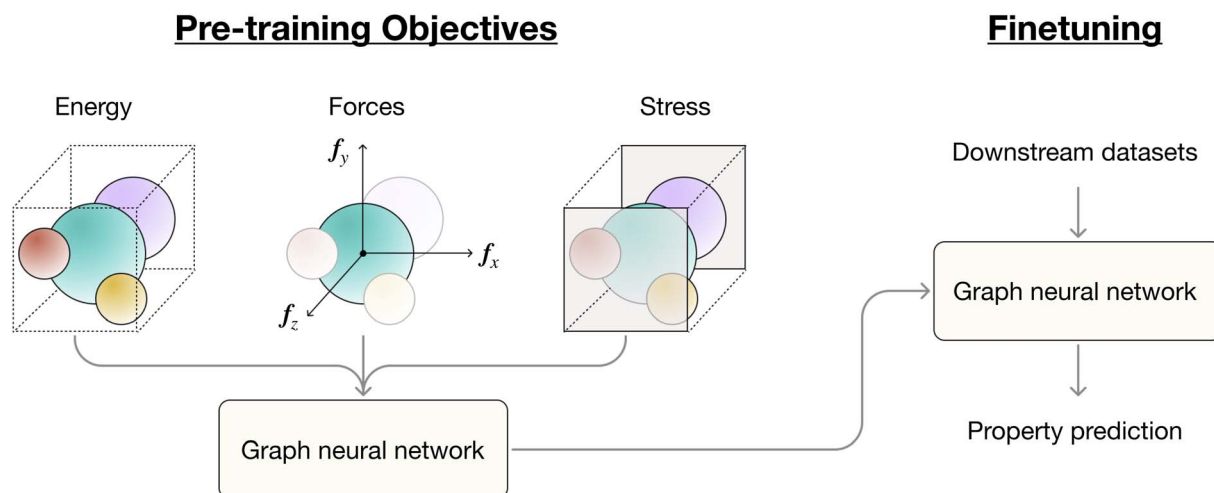 Pre-training Objectives
Finetuning
Energy
Forces
Stress
f_y
f_x
f_z
Graph neural network
Downstream datasets
Graph neural network
Property prediction